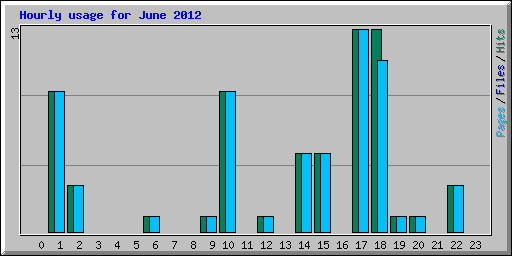 Hourly usage for June 2012
13
Pages/Files/Hits
0 1 2 3 4 5 6 7 8 9 10 11 12 13 14 15 16 17 18 19 20 21 22 23